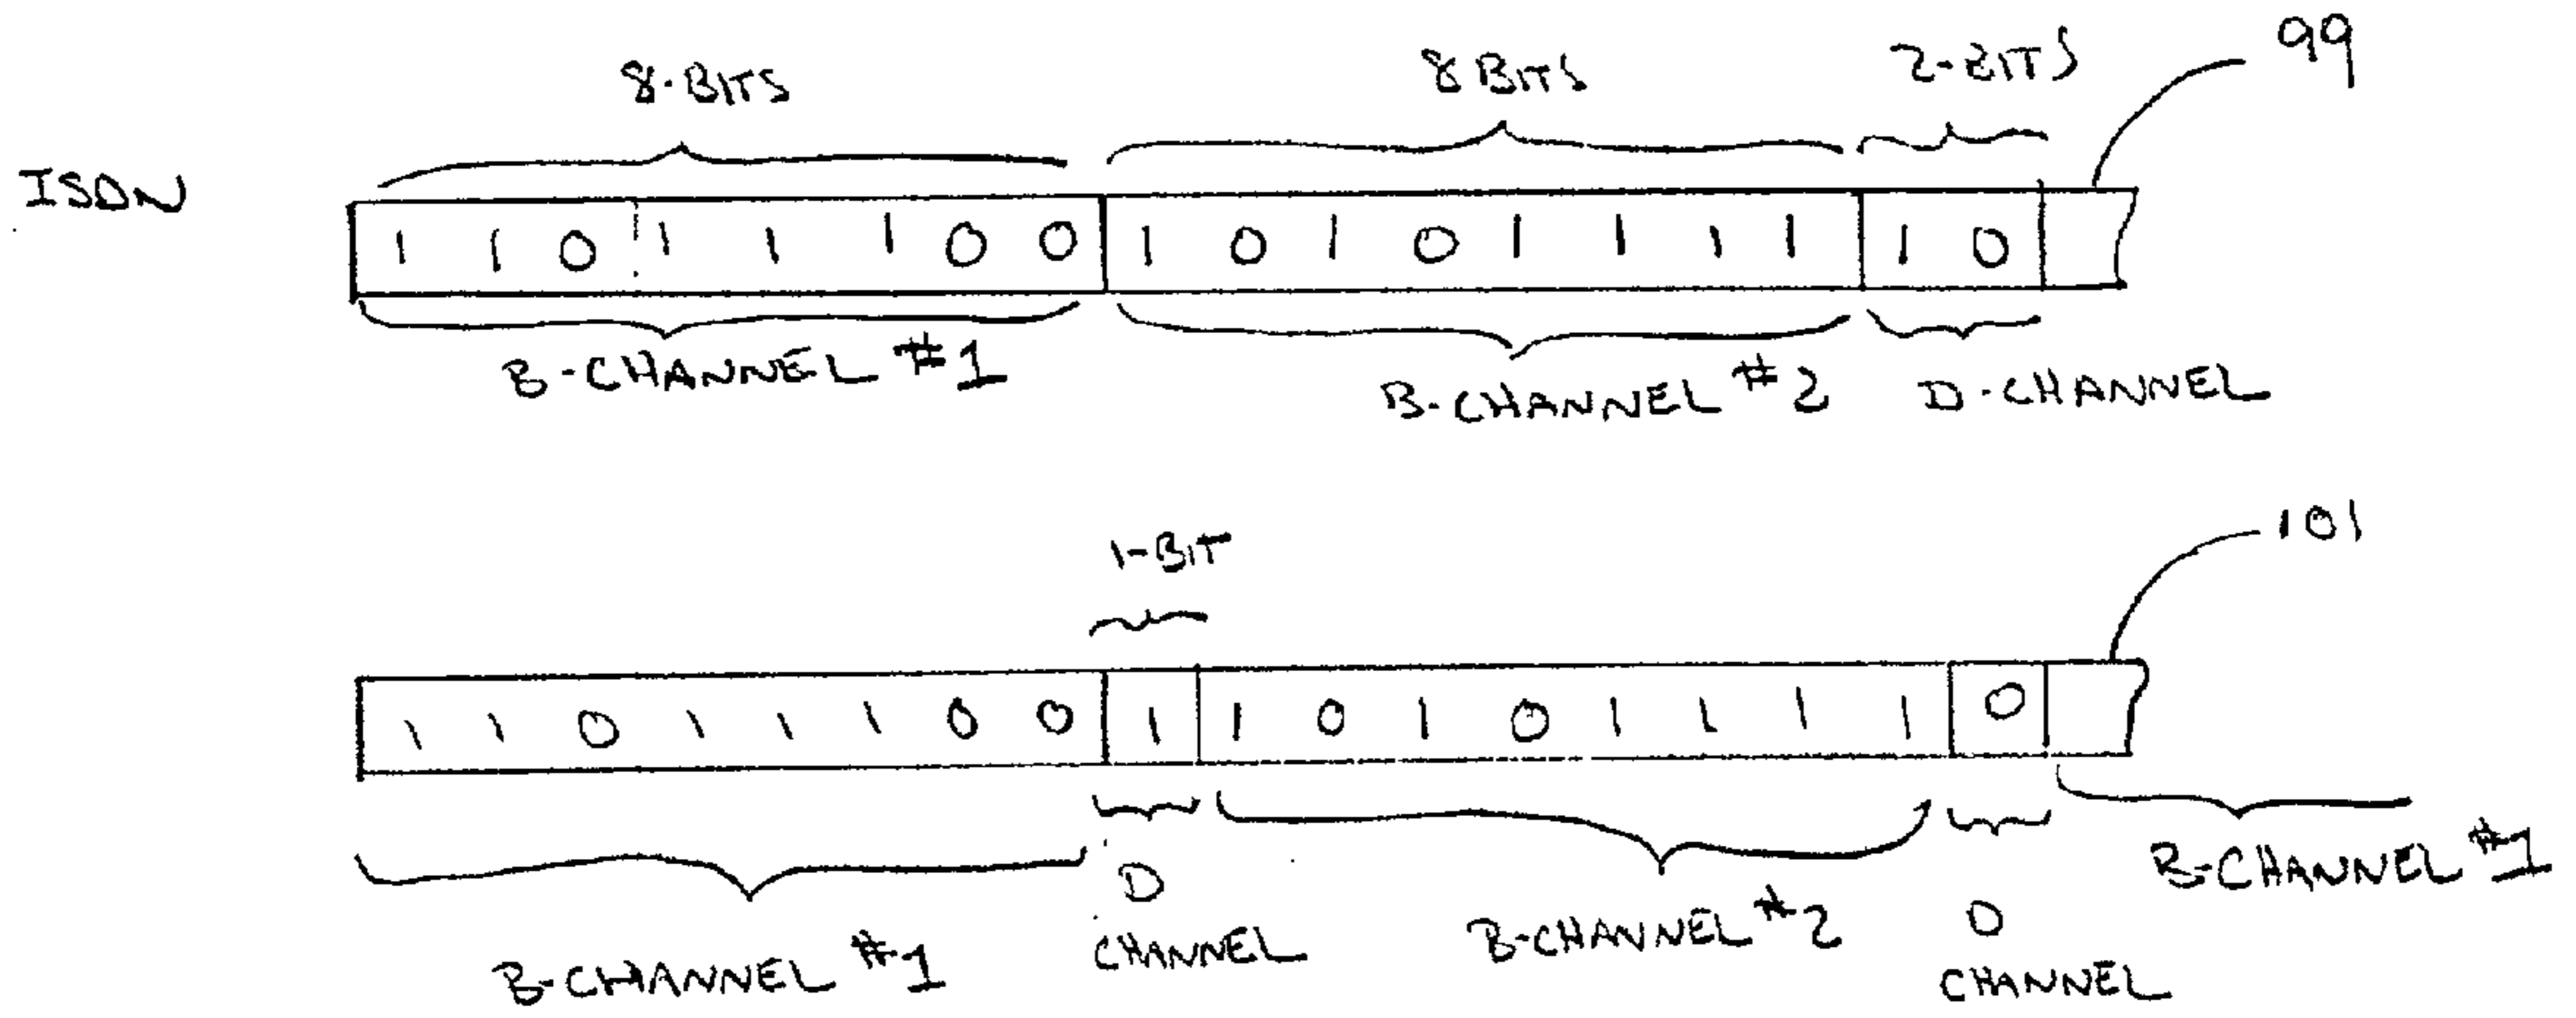 8-BITS 8 BITS 2-BITS 99
ISDN
1 1 0 1 1 1 0 0 1 0 1 0 1 1 1 1 1 0
B-CHANNEL #1 B-CHANNEL #2 D-CHANNEL
1-BIT 101
1 1 0 1 1 1 0 0 1 1 0 1 0 1 1 1 1 0
B-CHANNEL #1 D CHANNEL B-CHANNEL #2 D CHANNEL B-CHANNEL #1